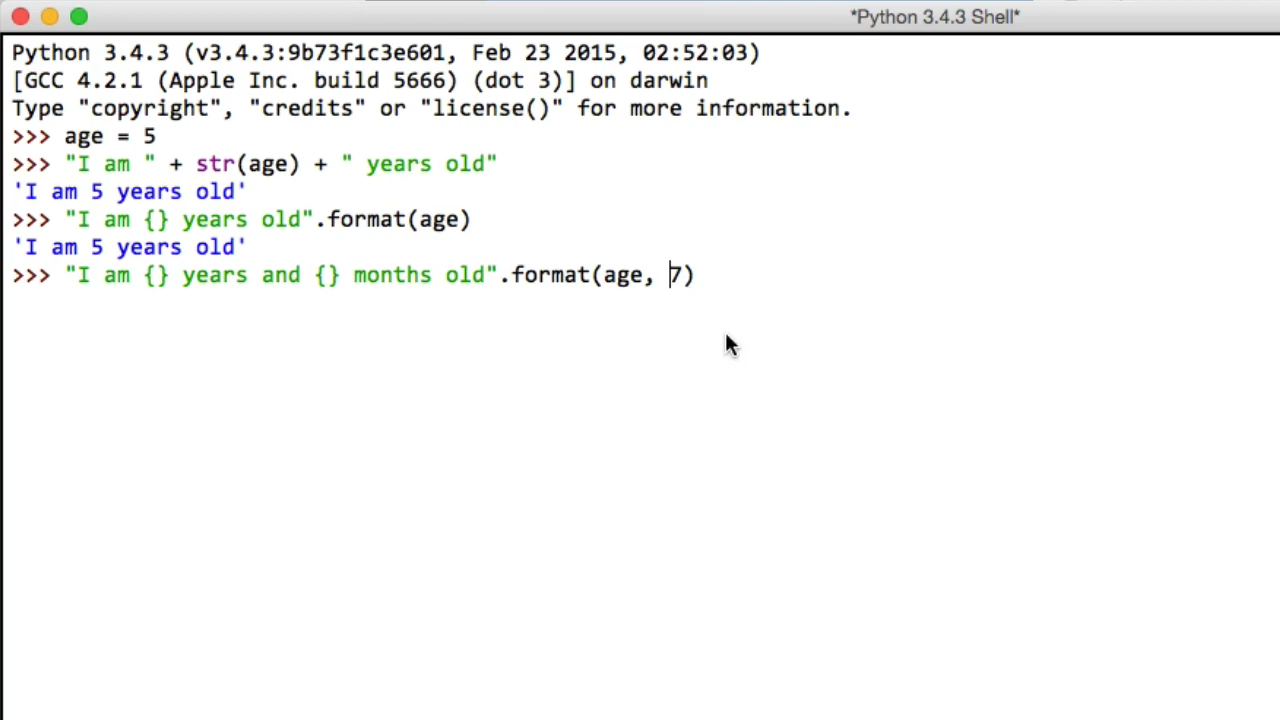 *Python 3.4.3 Shell*
Python 3.4.3 (v3.4.3:9b73f1c3e601, Feb 23 2015, 02:52:03)
[GCC 4.2.1 (Apple Inc. build 5666) (dot 3)] on darwin
Type "copyright", "credits" or "license()" for more information.
>>> age = 5
>>> "I am " + str(age) + " years old"
'I am 5 years old'
>>> "I am {} years old".format(age)
'I am 5 years old'
>>> "I am {} years and {} months old".format(age, 7)